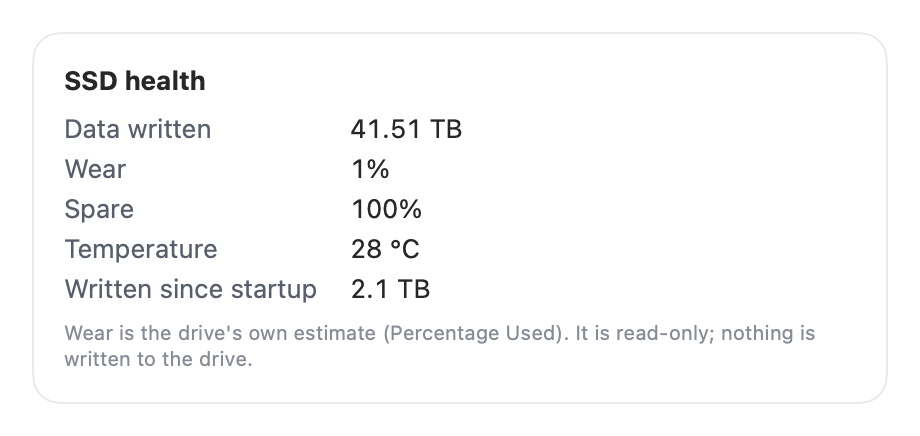 SSD health
Data written 41.51 TB
Wear 1%
Spare 100%
Temperature 28 °C
Written since startup 2.1 TB
Wear is the drive's own estimate (Percentage Used). It is read-only; nothing is
written to the drive.